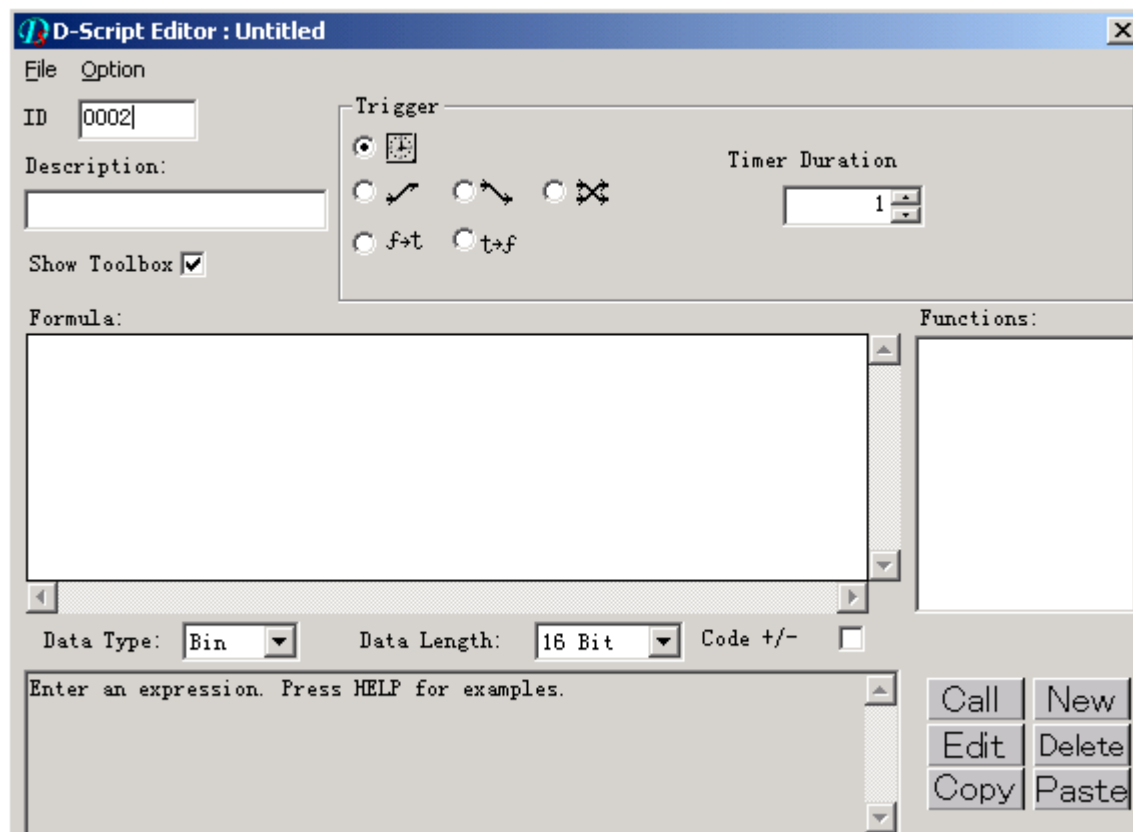 D-Script Editor : Untitled
File Option
ID 0002
Trigger
Description:
Timer Duration
1
f→t t→f
Show Toolbox
Formula:
Functions:
Data Type: Bin Data Length: 16 Bit Code +/-
Enter an expression. Press HELP for examples.
Call New
Edit Delete
Copy Paste